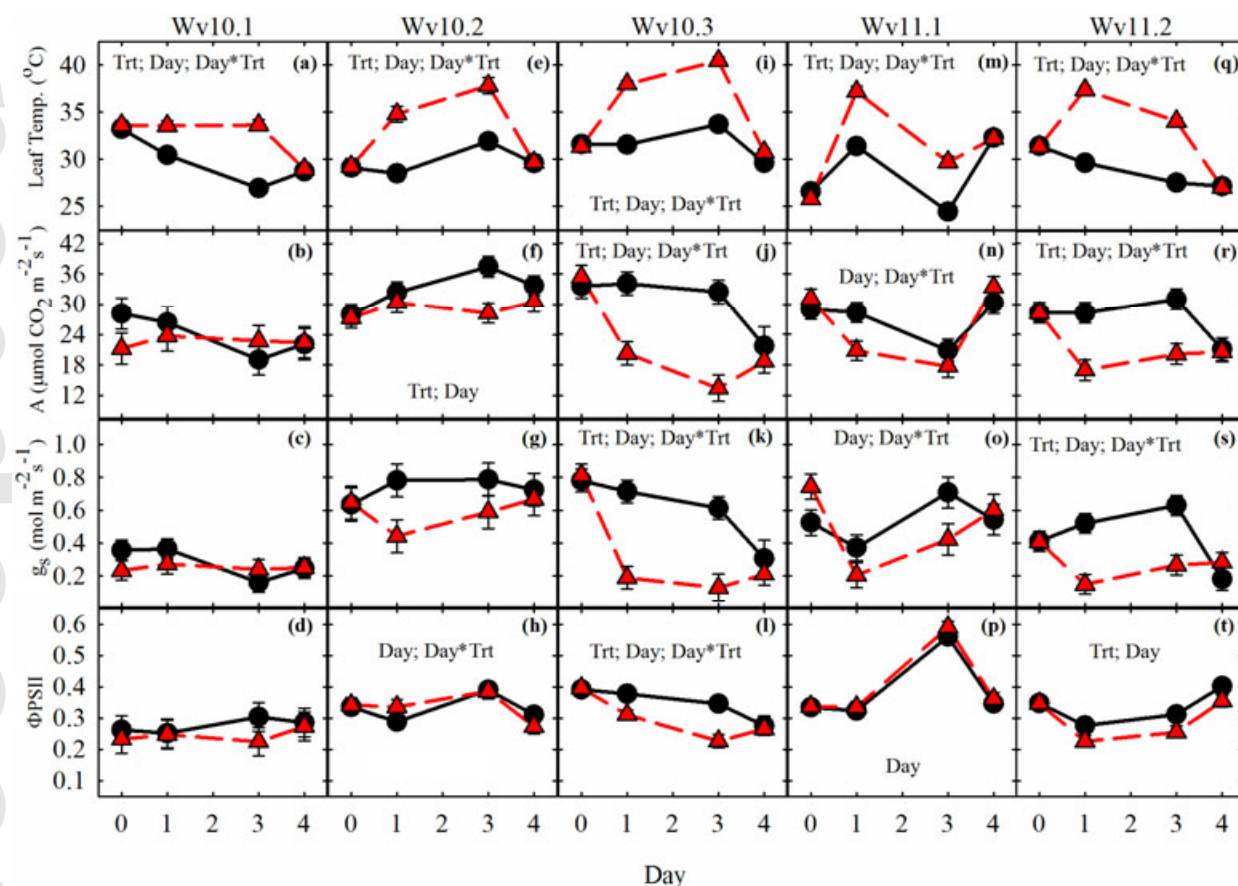 Wv10.1 Wv10.2 Wv10.3 Wv11.1 Wv11.2
Leaf Temp. (°C)
40
35
30
25
Trt; Day; Day*Trt (a)
Trt; Day; Day*Trt (e)
(i)
Trt; Day; Day*Trt
Trt; Day; Day*Trt (m)
Trt; Day; Day*Trt (q)
A (µmol CO₂ m⁻² s⁻¹)
42
36
30
24
18
12
(b)
(f)
Trt; Day
Trt; Day; Day*Trt (j)
(n)
Day; Day*Trt
Trt; Day; Day*Trt (r)
gₛ (mol m⁻² s⁻¹)
1.0
0.8
0.6
0.4
0.2
(c)
(g)
Trt; Day; Day*Trt (k)
Day; Day*Trt (o)
Trt; Day; Day*Trt (s)
ΦPSII
0.6
0.5
0.4
0.3
0.2
0.1
(d)
(h)
Day; Day*Trt
(l)
Trt; Day; Day*Trt
(p)
Day
(t)
Trt; Day
0 1 2 3 4 0 1 2 3 4 0 1 2 3 4 0 1 2 3 4 0 1 2 3 4
Day